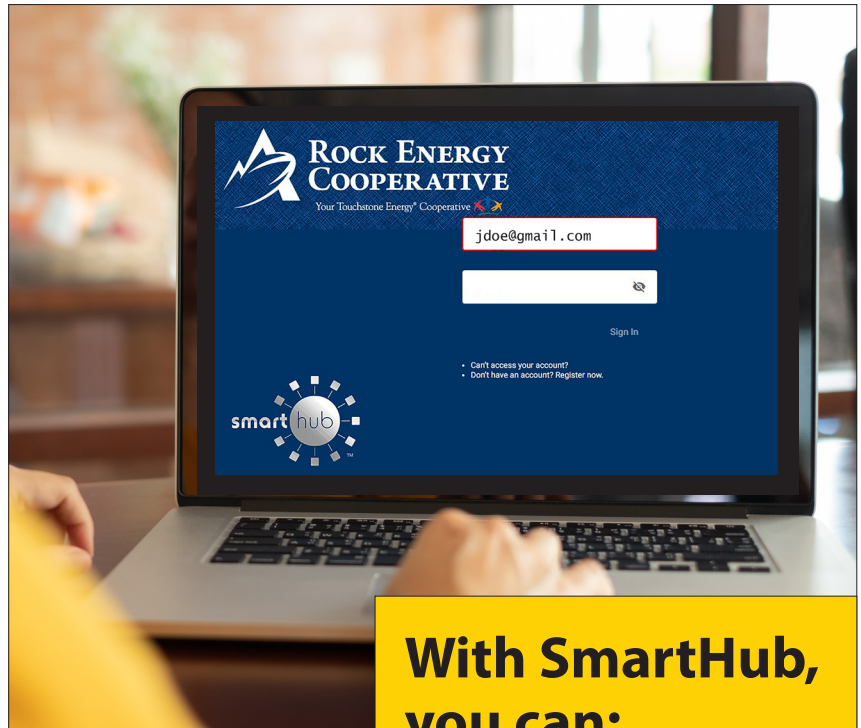 ROCK ENERGY
COOPERATIVE
Your Touchstone Energy® Cooperative
jdoe@gmail.com
Sign In
• Can't access your account?
• Don't have an account? Register now.
smart hub ™
With SmartHub,
you can: